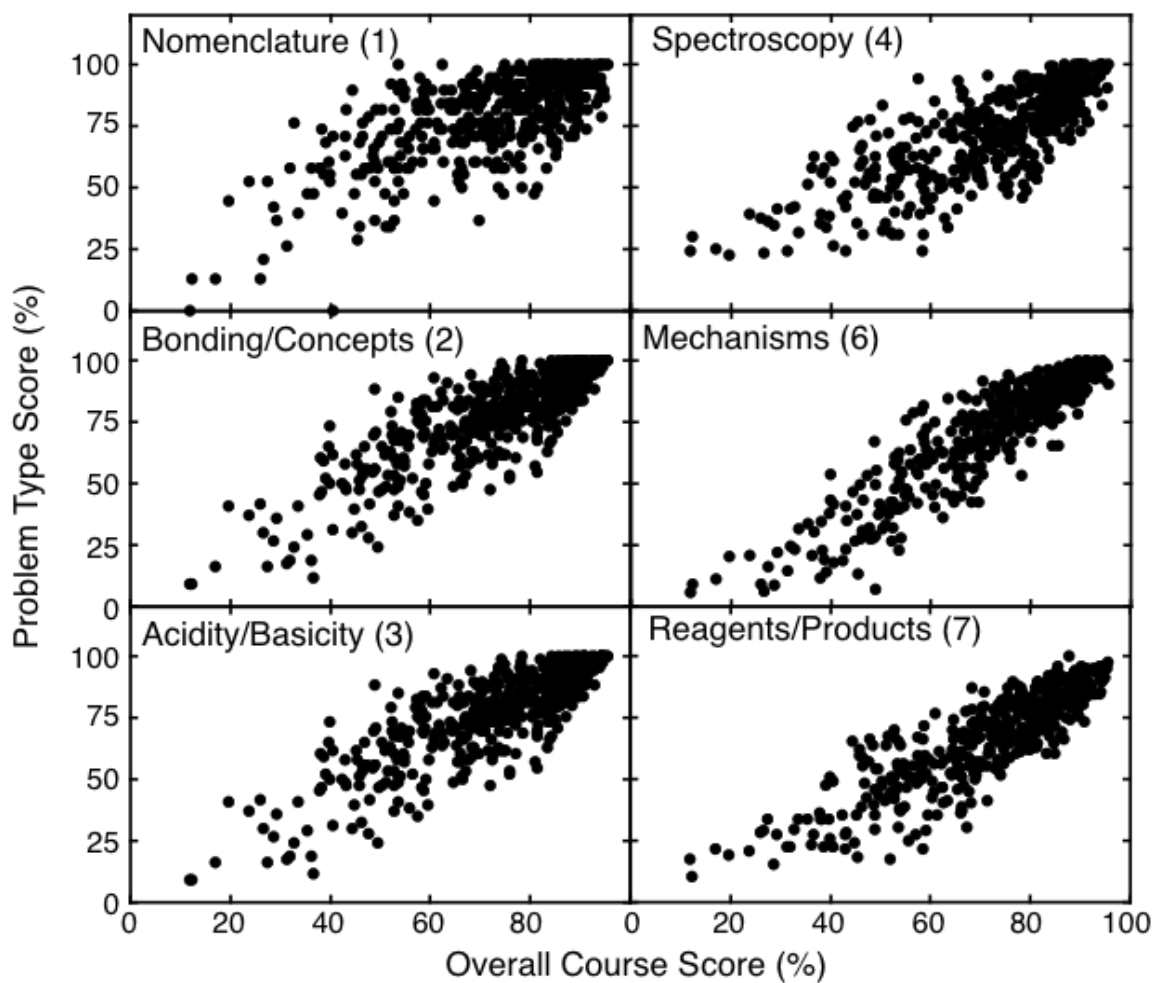 Problem Type Score (%)
Nomenclature (1)
100
75
50
25
0
Spectroscopy (4)
Bonding/Concepts (2)
100
75
50
25
0
Mechanisms (6)
Acidity/Basicity (3)
100
75
50
25
0
Reagents/Products (7)
0 20 40 60 80 0 20 40 60 80 100
Overall Course Score (%)